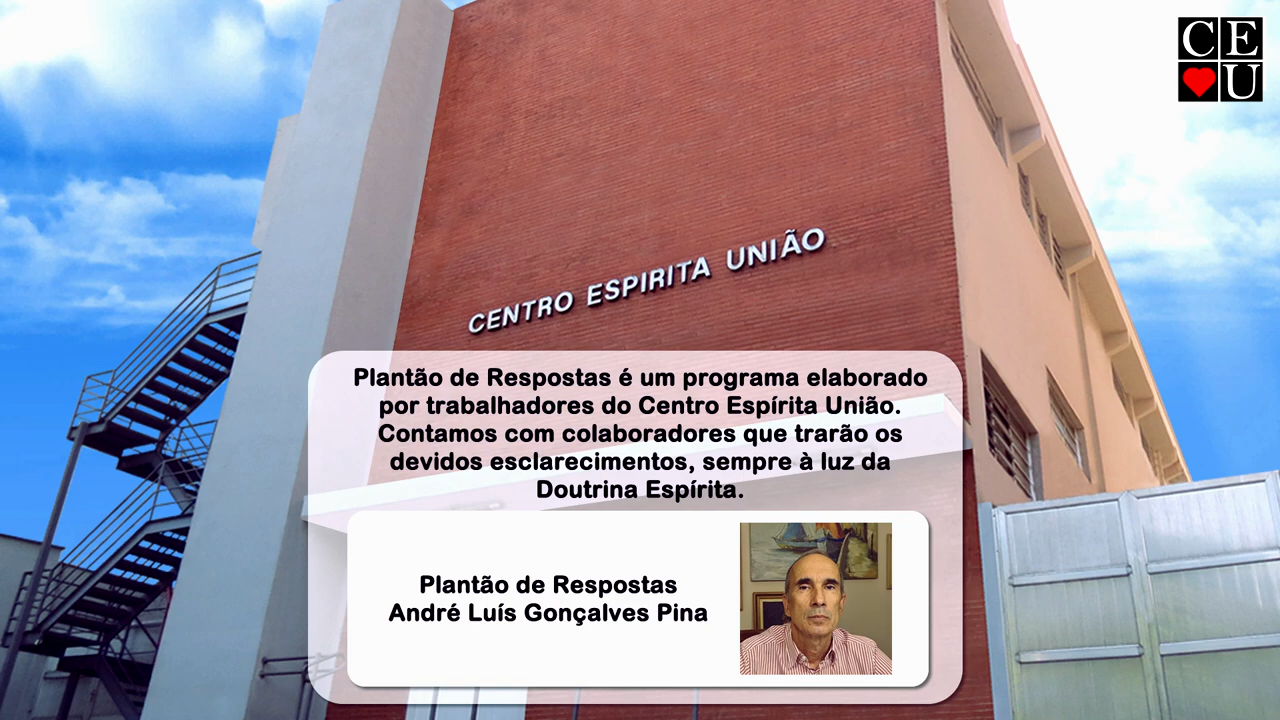 CE
U
CENTRO ESPIRITA UNIÃO
Plantão de Respostas é um programa elaborado
por trabalhadores do Centro Espírita União.
Contamos com colaboradores que trarão os
devidos esclarecimentos, sempre à luz da
Doutrina Espírita.
Plantão de Respostas
André Luís Gonçalves Pina